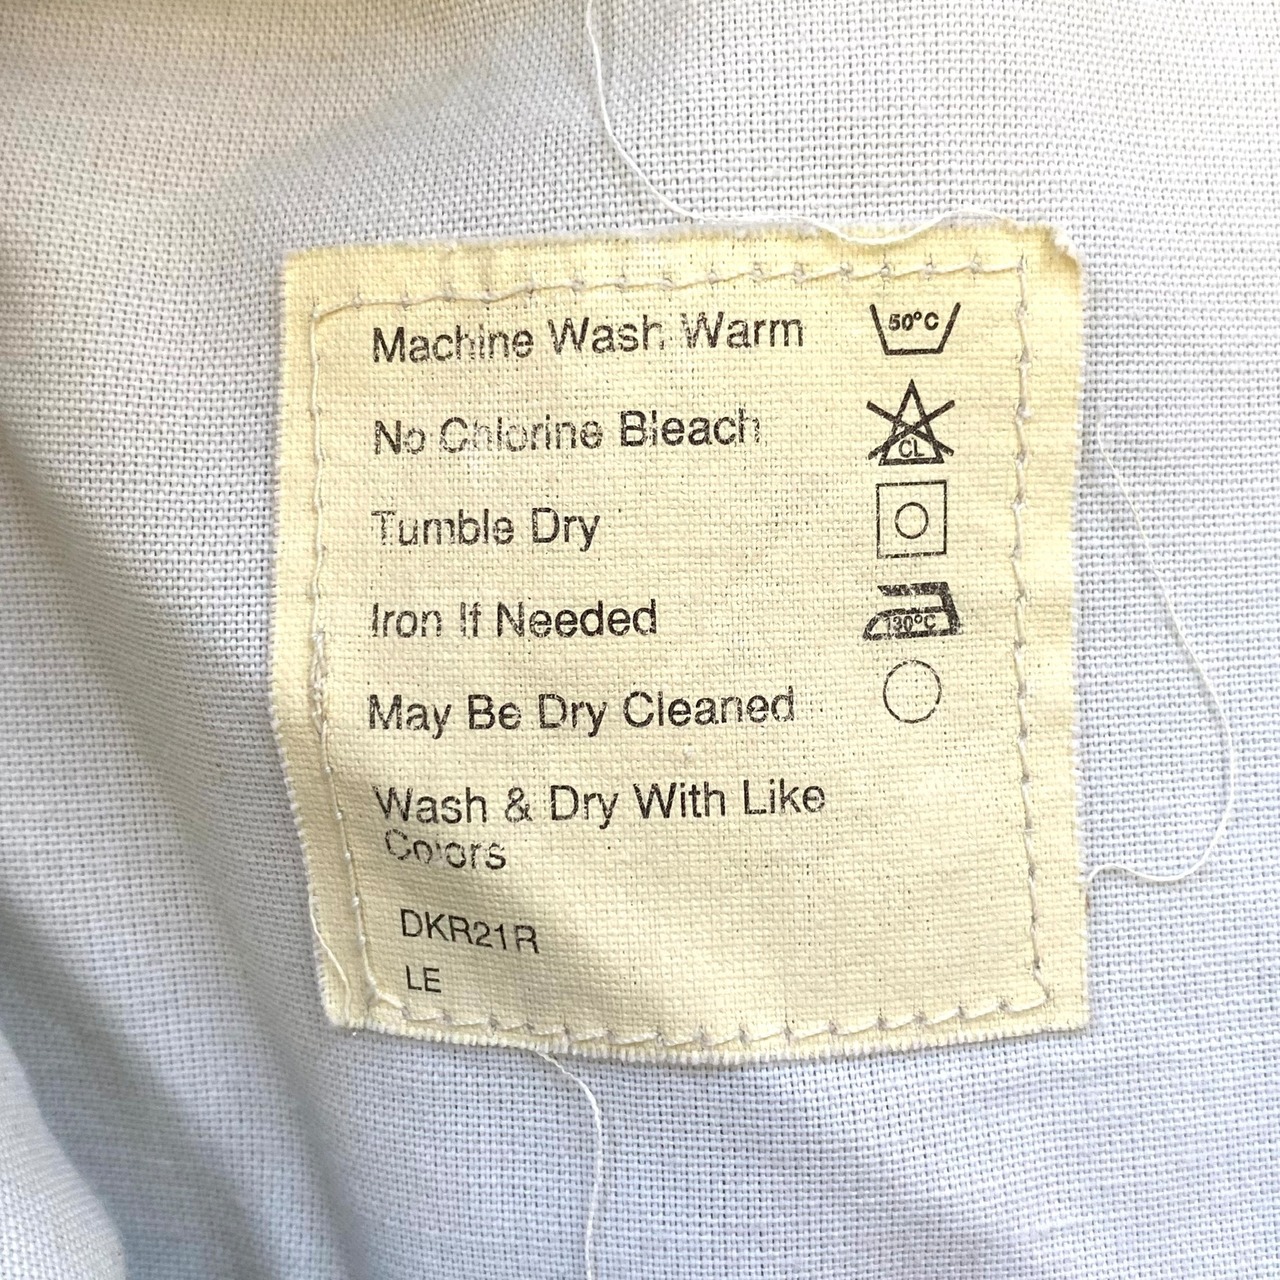 Machine Wash Warm 50°C
No Chlorine Bleach CL
Tumble Dry
Iron If Needed 130°C
May Be Dry Cleaned
Wash & Dry With Like
Colors
DKR21R
LE